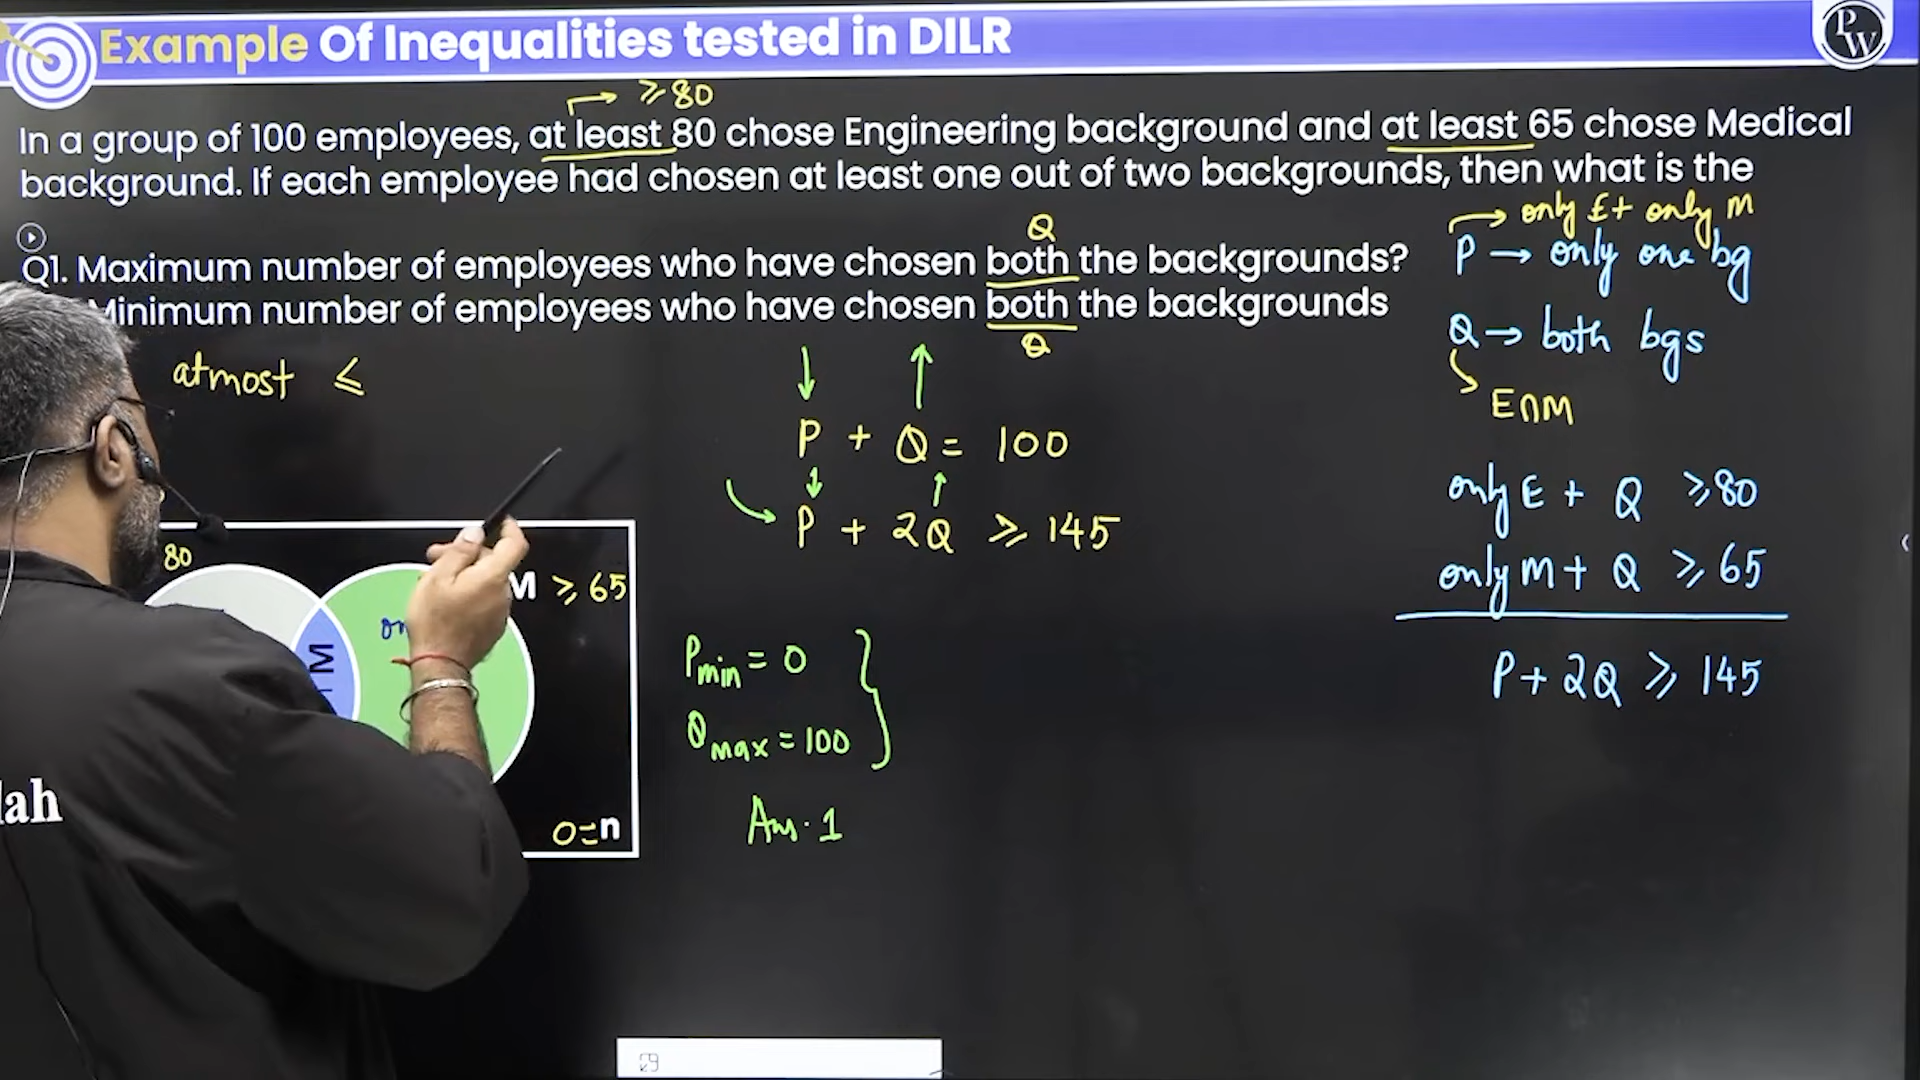 Example Of Inequalities tested in DILR
PW
≥ 80
In a group of 100 employees, at least 80 chose Engineering background and at least 65 chose Medical
background. If each employee had chosen at least one out of two backgrounds, then what is the
only E + only M
Q
Q1. Maximum number of employees who have chosen both the backgrounds?
P → only one bg
Minimum number of employees who have chosen both the backgrounds
Q
Q → both bgs
atmost ≤
E∩M
P + Q = 100
only E + Q ≥ 80
P + 2Q ≥ 145
80
M ≥ 65
only M + Q ≥ 65
M
P + 2Q ≥ 145
Pmin = 0
Qmax = 100
lah
0=n
Ans. 1